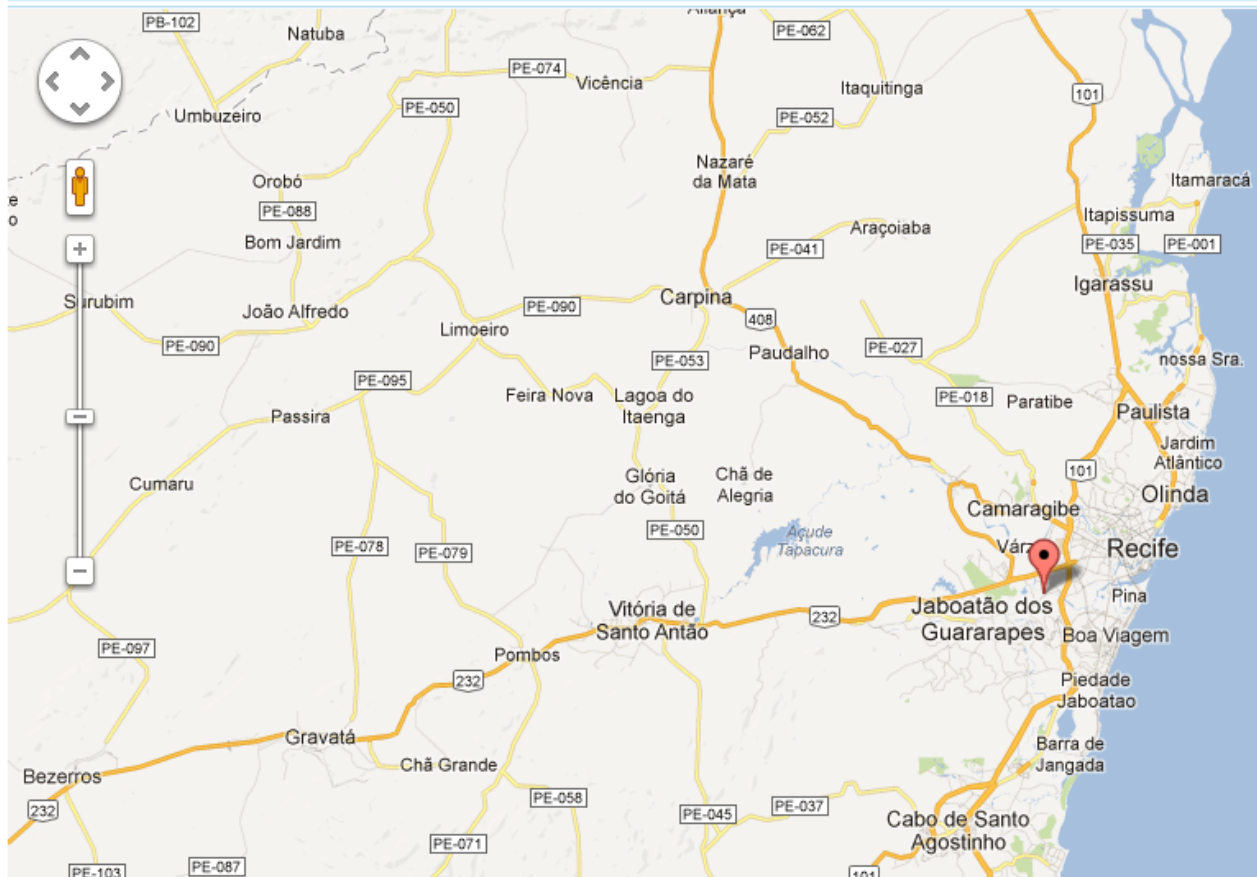 Aliança
PB-102
PE-062
Natuba
PE-074
Vicência
Itaquitinga
101
PE-050
Umbuzeiro
PE-052
Nazaré
da Mata
Orobó
Itamaracá
te
o
PE-088
Itapissuma
Araçoiaba
Bom Jardim
PE-041
PE-035
PE-001
Igarassu
Surubim
Carpina
João Alfredo
PE-090
408
Limoeiro
PE-090
PE-027
Paudalho
PE-053
nossa Sra.
PE-095
Feira Nova
Lagoa do
Itaenga
PE-018
Paratibe
Paulista
Passira
Jardim
Atlântico
101
Cumaru
Glória
do Goitá
Chã de
Alegria
Olinda
Camaragibe
PE-050
Açude
Tapacura
PE-078
PE-079
Várz
Recife
Pina
Jaboatão dos
Guararapes
Vitória de
Santo Antão
232
Boa Viagem
PE-097
Pombos
232
Piedade
Jaboatao
Gravatá
Barra de
Jangada
Chã Grande
Bezerros
PE-058
232
PE-045
PE-037
Cabo de Santo
Agostinho
PE-071
PE-087
PE-103
101